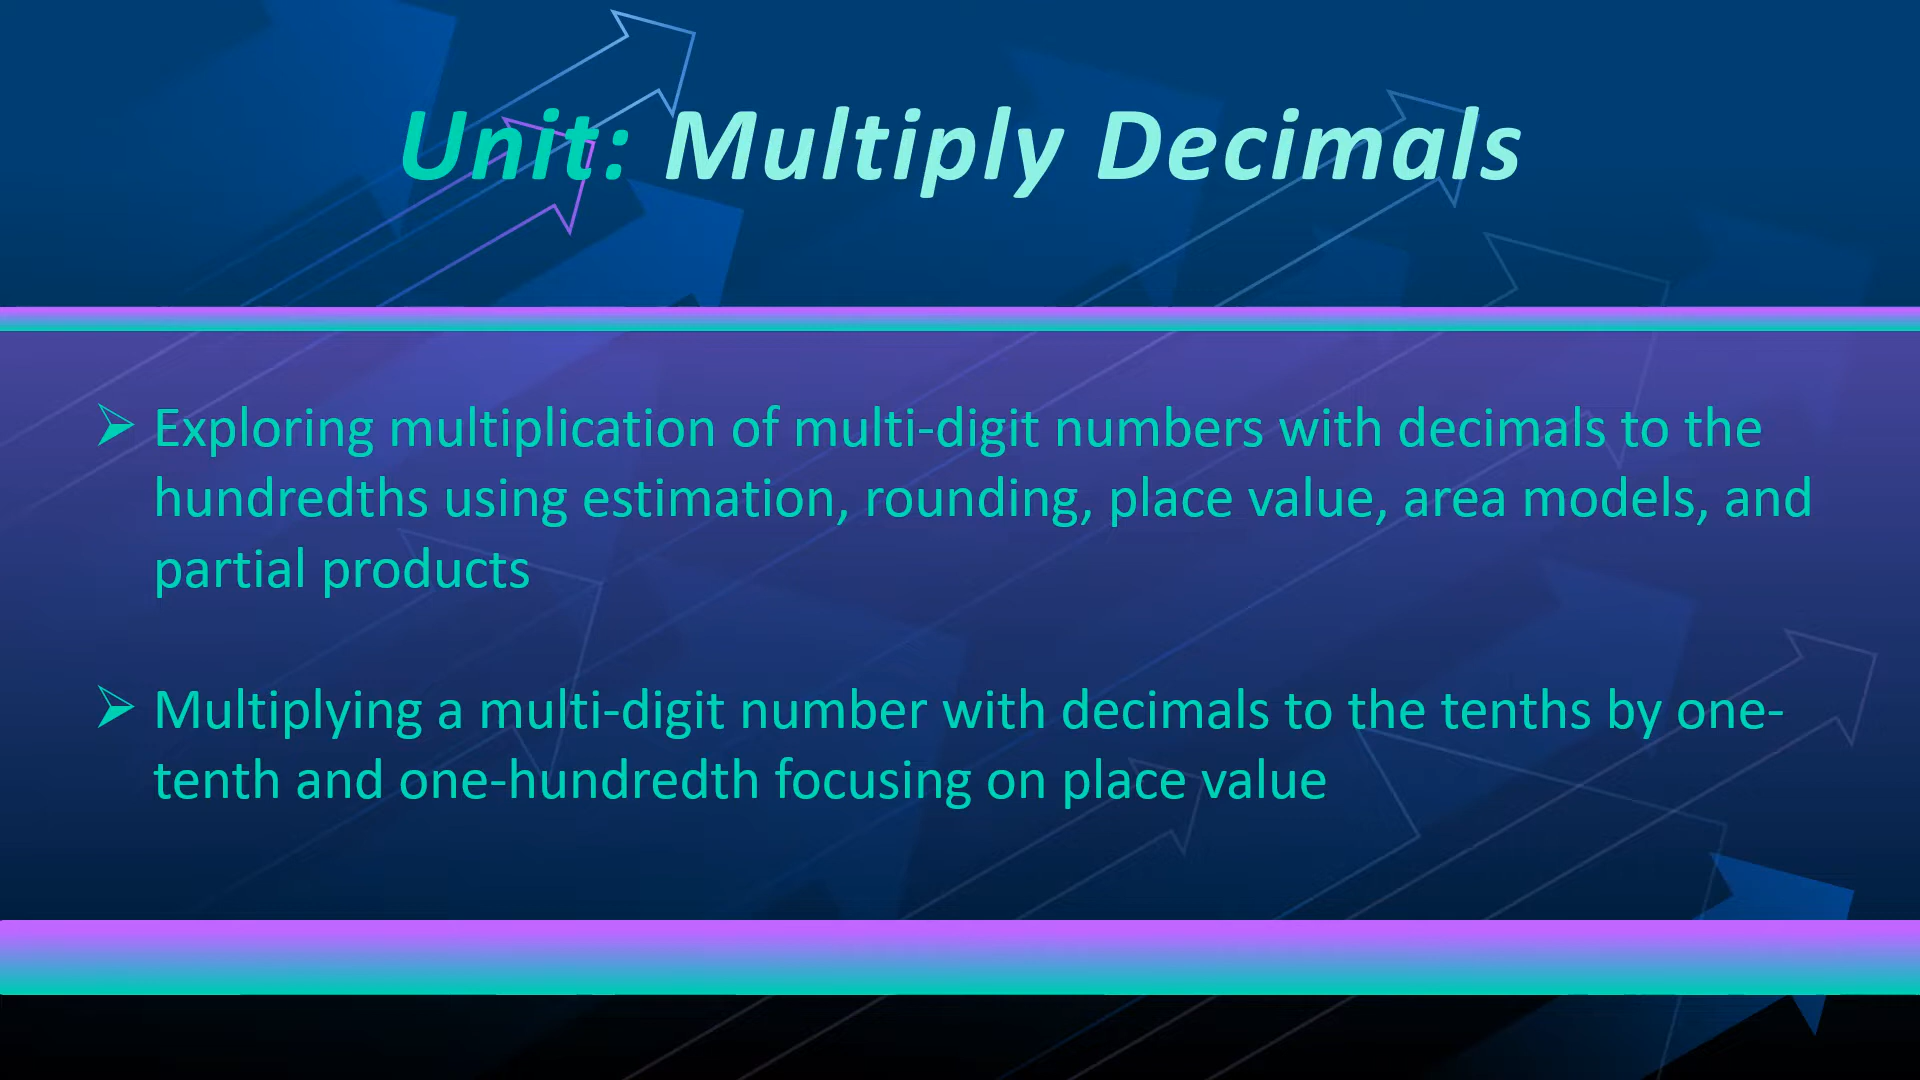 Unit: Multiply Decimals
Exploring multiplication of multi-digit numbers with decimals to the
hundredths using estimation, rounding, place value, area models, and
partial products
Multiplying a multi-digit number with decimals to the tenths by one-
tenth and one-hundredth focusing on place value